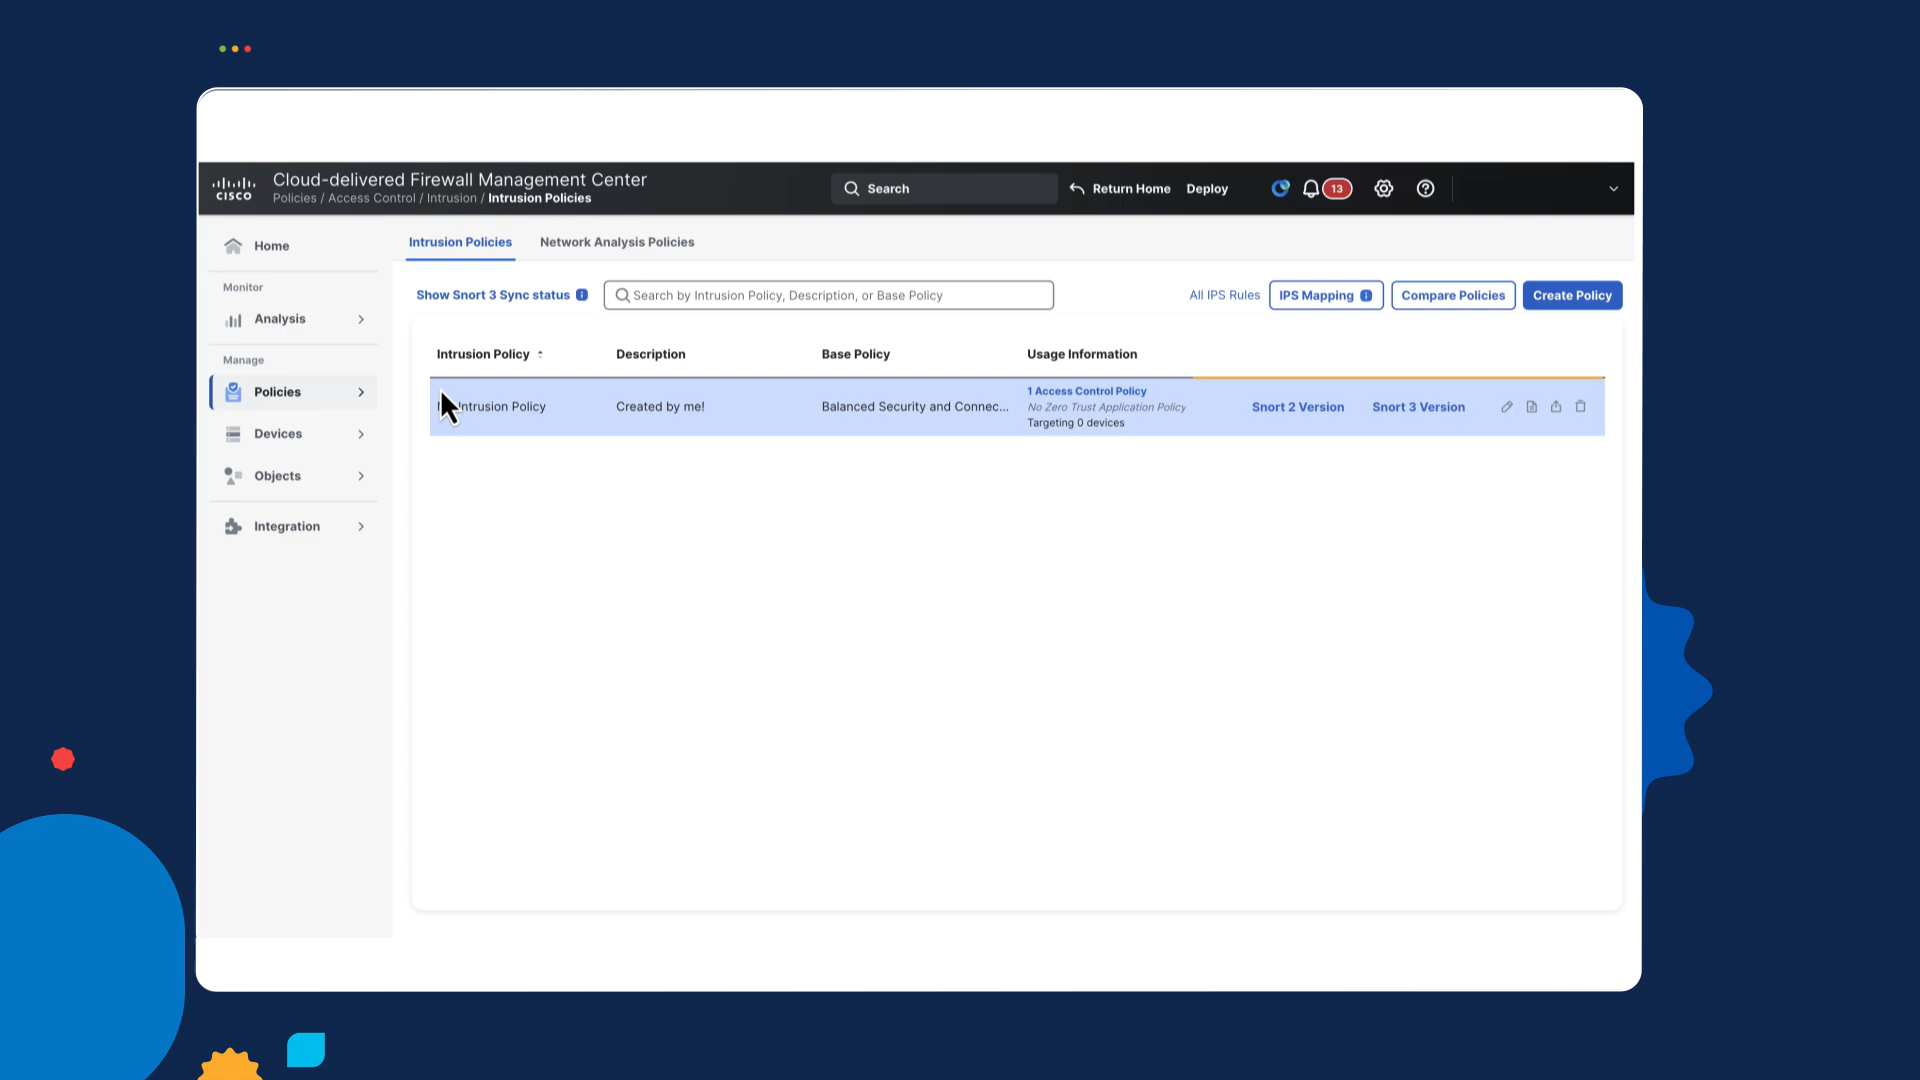 CISCO
Cloud-delivered Firewall Management Center
Policies / Access Control / Intrusion / Intrusion Policies
Search
Return Home
Deploy
13
Home
Monitor
Analysis
Manage
Policies
Devices
Objects
Integration
Intrusion Policies
Network Analysis Policies
Show Snort 3 Sync status
Search by Intrusion Policy, Description, or Base Policy
All IPS Rules
IPS Mapping
Compare Policies
Create Policy
Intrusion Policy
Description
Base Policy
Usage Information
Intrusion Policy
Created by me!
Balanced Security and Connec...
1 Access Control Policy
No Zero Trust Application Policy
Targeting 0 devices
Snort 2 Version
Snort 3 Version